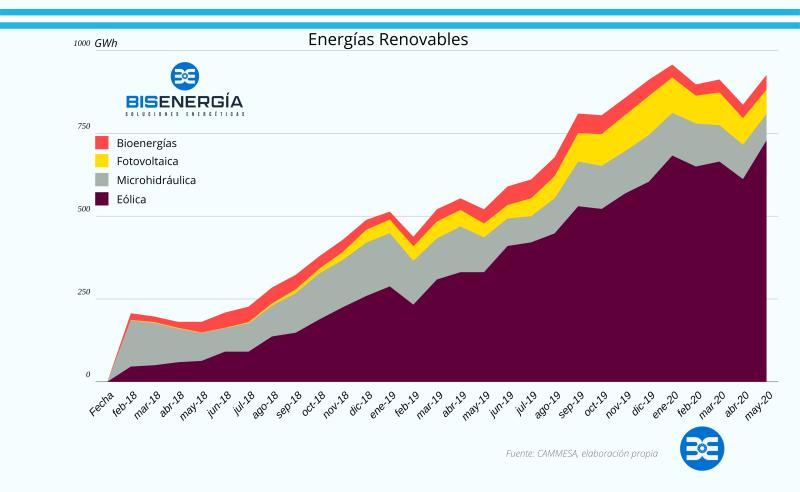 Energías Renovables
1000 GWh
BISENERGÍA
SOLUCIONES ENERGÉTICAS
750
Bioenergías
Fotovoltaica
Microhidráulica
Eólica
500
250
0
Fecha feb-18 mar-18 abr-18 may-18 jun-18 jul-18 ago-18 sep-18 oct-18 nov-18 dic-18 ene-19 feb-19 mar-19 abr-19 may-19 jun-19 jul-19 ago-19 sep-19 oct-19 nov-19 dic-19 ene-20 feb-20 mar-20 abr-20 may-20
Fuente: CAMMESA, elaboración propia